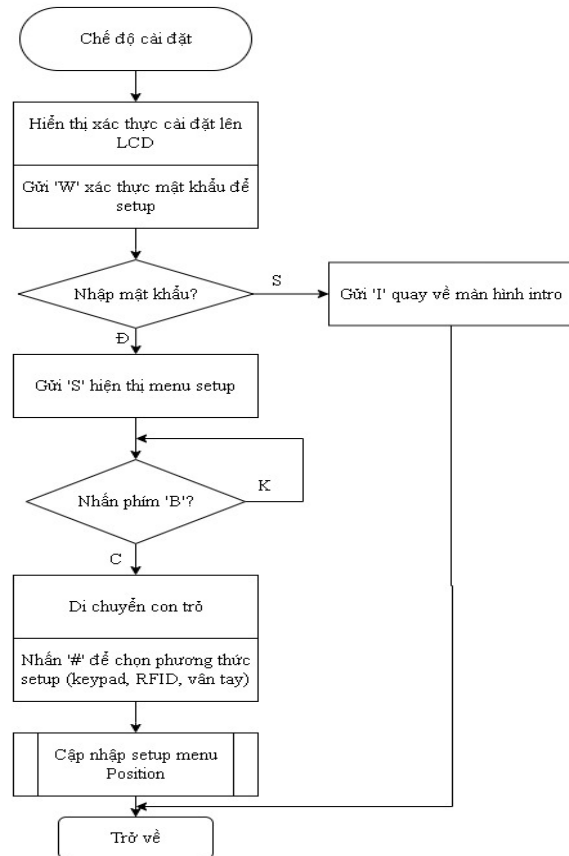 Chế độ cài đặt
Hiển thị xác thực cài đặt lên
LCD
Gửi 'W' xác thực mật khẩu để
setup
Nhập mật khẩu?
S
Gửi 'I' quay về màn hình intro
Đ
Gửi 'S' hiện thị menu setup
Nhấn phím 'B'?
K
C
Di chuyển con trỏ
Nhấn '#' để chọn phương thức
setup (keypad, RFID, vân tay)
Cập nhập setup menu
Position
Trở về